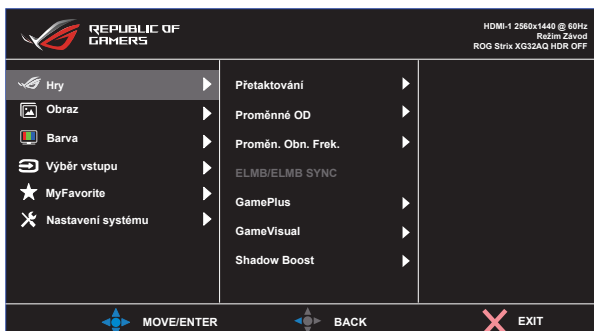 REPUBLIC OF
GAMERS
HDMI-1 2560x1440 @ 60Hz
Režim Závod
ROG Strix XG32AQ HDR OFF
Hry
Obraz
Barva
Výběr vstupu
MyFavorite
Nastavení systému
Přetaktování
Proměnné OD
Proměn. Obn. Frek.
ELMB/ELMB SYNC
GamePlus
GameVisual
Shadow Boost
MOVE/ENTER
BACK
EXIT